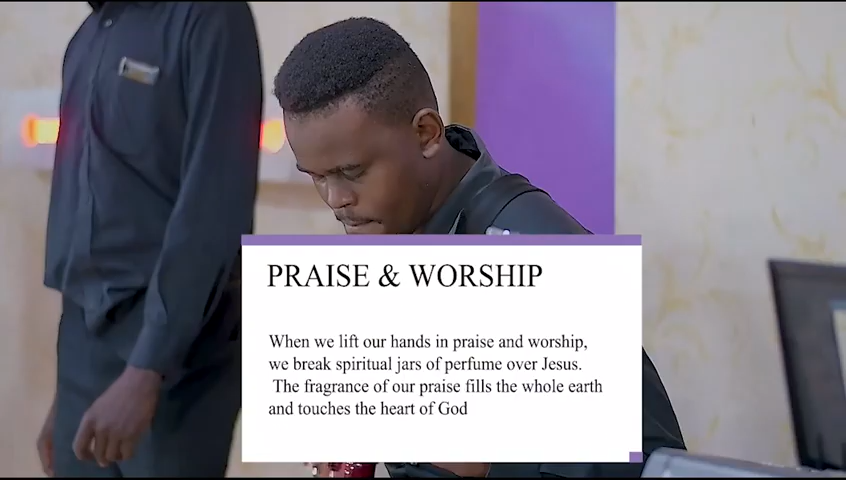 PRAISE & WORSHIP
When we lift our hands in praise and worship,
we break spiritual jars of perfume over Jesus.
The fragrance of our praise fills the whole earth
and touches the heart of God